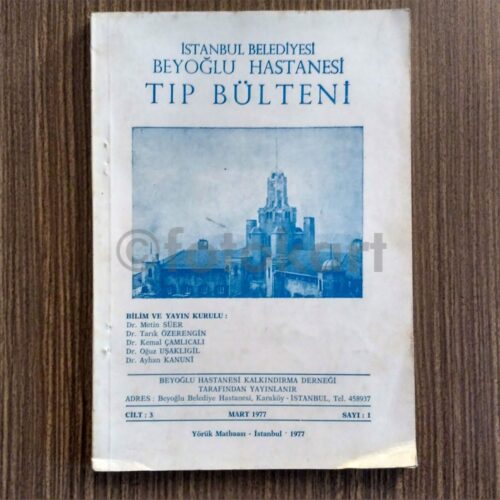 İSTANBUL BELEDİYESİ
BEYOĞLU HASTANESİ
TIP BÜLTENİ
©fotokart
BİLİM VE YAYIN KURULU :
Dr. Metin SÜER
Dr. Tarık ÖZERENGİN
Dr. Kemal ÇAMLICALI
Dr. Oğuz UŞAKLIGİL
Dr. Ayhan KANUNİ
BEYOĞLU HASTANESİ KALKINDIRMA DERNEĞİ
TARAFINDAN YAYINLANIR
ADRES : Beyoğlu Belediye Hastanesi, Karaköy - İSTANBUL, Tel. 458937
CİLT : 3 MART 1977 SAYI : 1
Yörük Matbaası - İstanbul - 1977